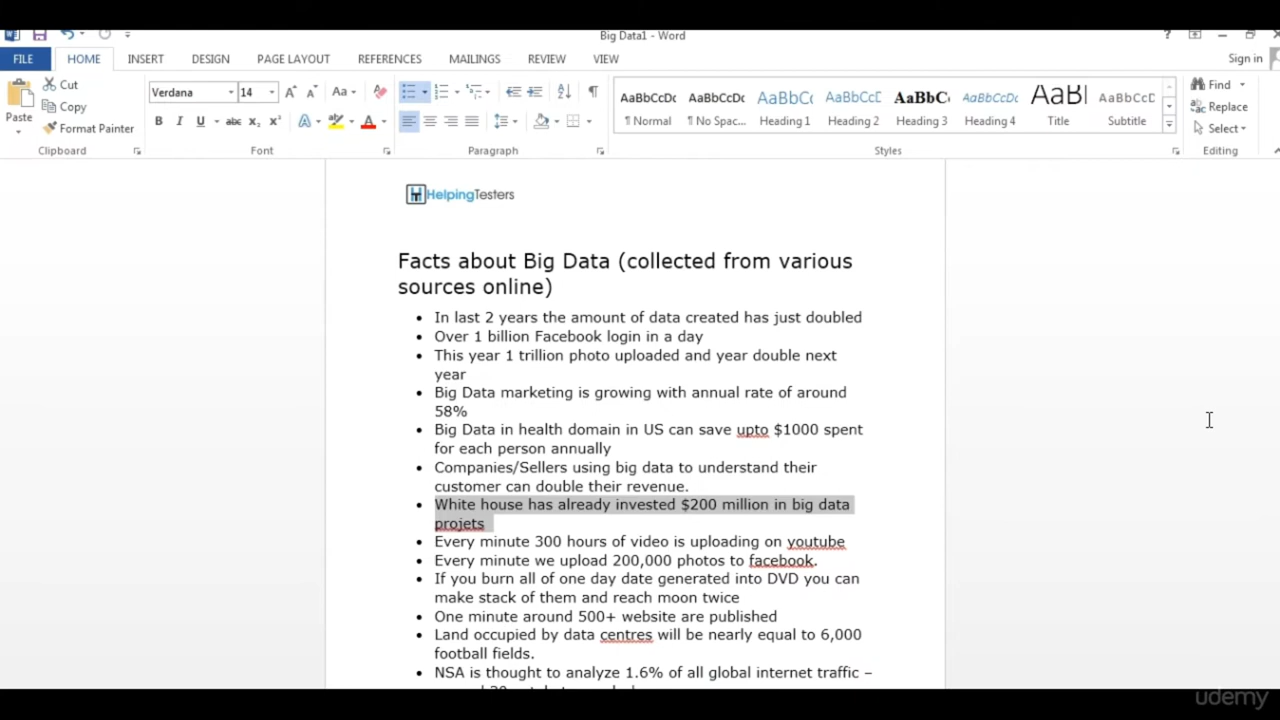 Big Data1 - Word
?
FILE HOME INSERT DESIGN PAGE LAYOUT REFERENCES MAILINGS REVIEW VIEW Sign in
Paste
Cut
Copy
Format Painter
Clipboard
Verdana 14 Aa
B I U abc X₂ X² A A
Font
Paragraph
AaBbCcDc AaBbCcDc AaBbCc AaBbCcD AaBbC AaBbCcDc AaBl AaBbCcD
¶ Normal ¶ No Spac... Heading 1 Heading 2 Heading 3 Heading 4 Title Subtitle
Styles
Find
Replace
Select
Editing
HelpingTesters
Facts about Big Data (collected from various
sources online)
• In last 2 years the amount of data created has just doubled
• Over 1 billion Facebook login in a day
• This year 1 trillion photo uploaded and year double next
year
• Big Data marketing is growing with annual rate of around
58%
• Big Data in health domain in US can save upto $1000 spent
for each person annually
• Companies/Sellers using big data to understand their
customer can double their revenue.
• White house has already invested $200 million in big data
projets
• Every minute 300 hours of video is uploading on youtube
• Every minute we upload 200,000 photos to facebook.
• If you burn all of one day date generated into DVD you can
make stack of them and reach moon twice
• One minute around 500+ website are published
• Land occupied by data centres will be nearly equal to 6,000
football fields.
• NSA is thought to analyze 1.6% of all global internet traffic –
udemy